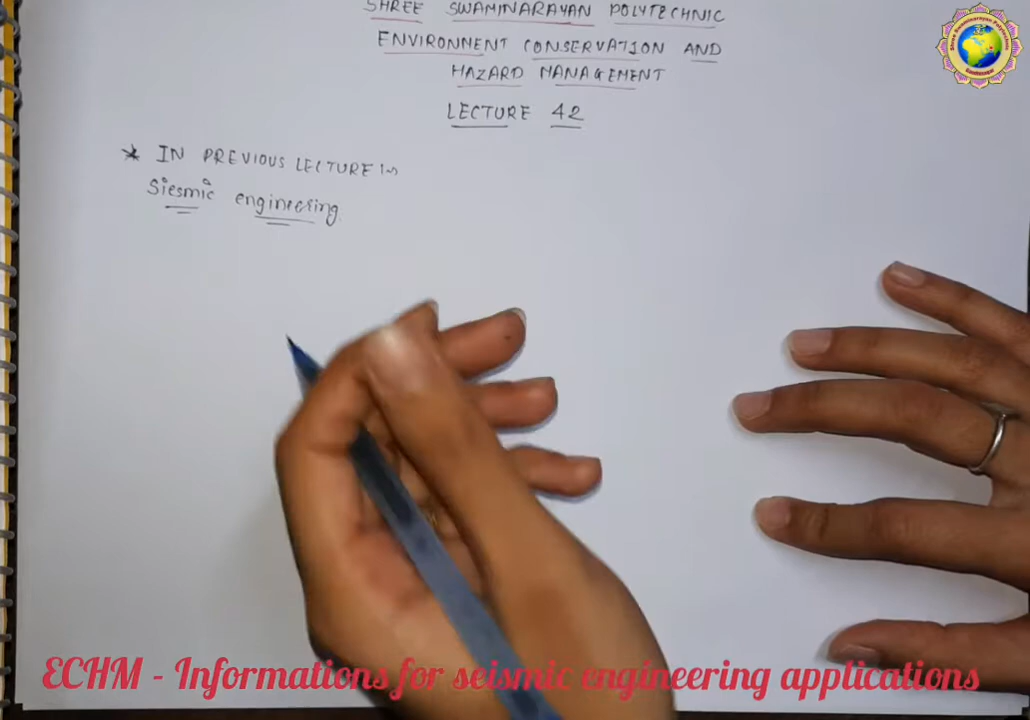 SHREE SWAMINARAYAN POLYTECHNIC
ENVIRONMENT CONSERVATION AND
HAZARD MANAGEMENT
LECTURE 42
* IN PREVIOUS LECTURE :-
Siesmic engineering.
ECHM - Informations for seismic engineering applications